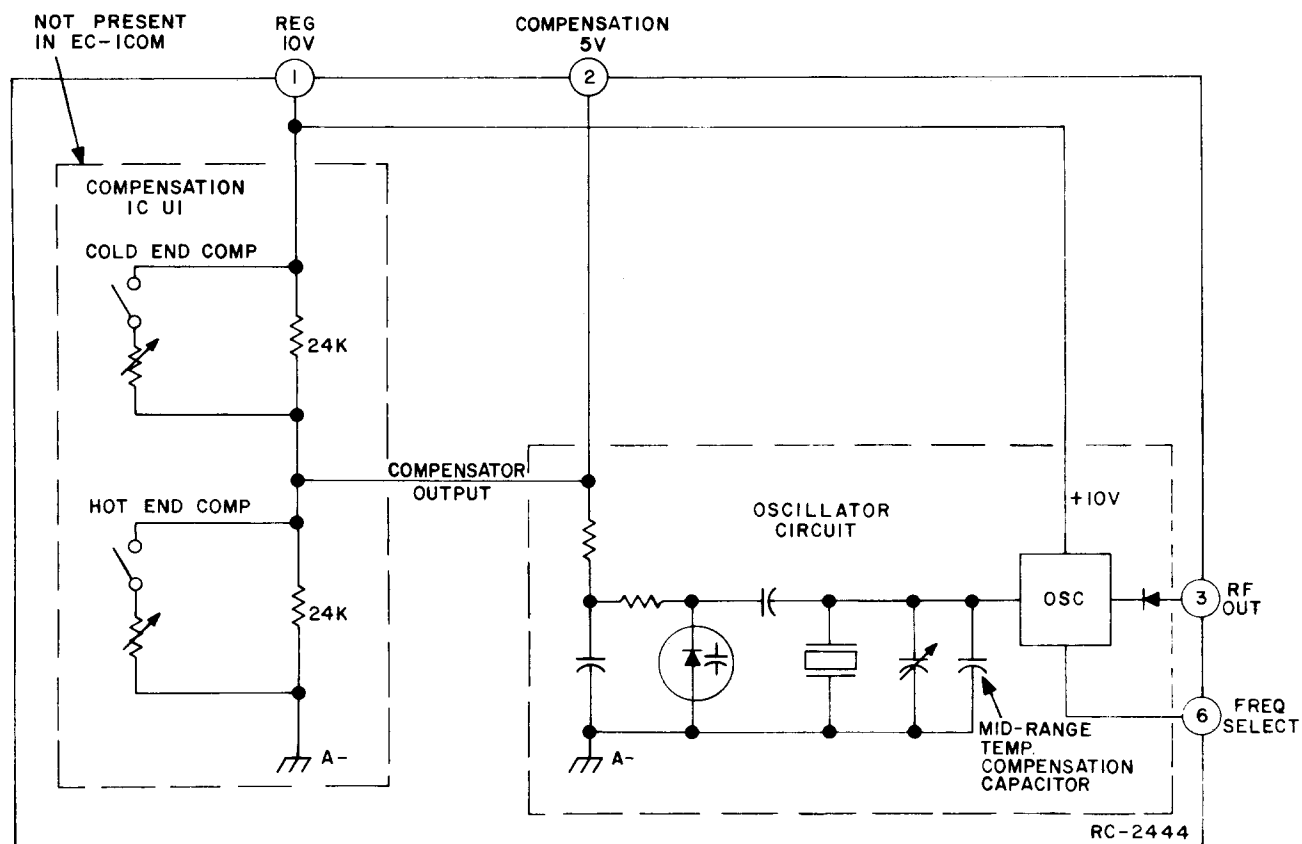 NOT PRESENT
IN EC-ICOM
REG
10V
COMPENSATION
5V
1
2
COMPENSATION
IC U1
COLD END COMP
24K
COMPENSATOR
OUTPUT
HOT END COMP
24K
A-
OSCILLATOR
CIRCUIT
+10V
OSC
3
RF
OUT
6
FREQ
SELECT
MID-RANGE
TEMP.
COMPENSATION
CAPACITOR
A-
RC-2444